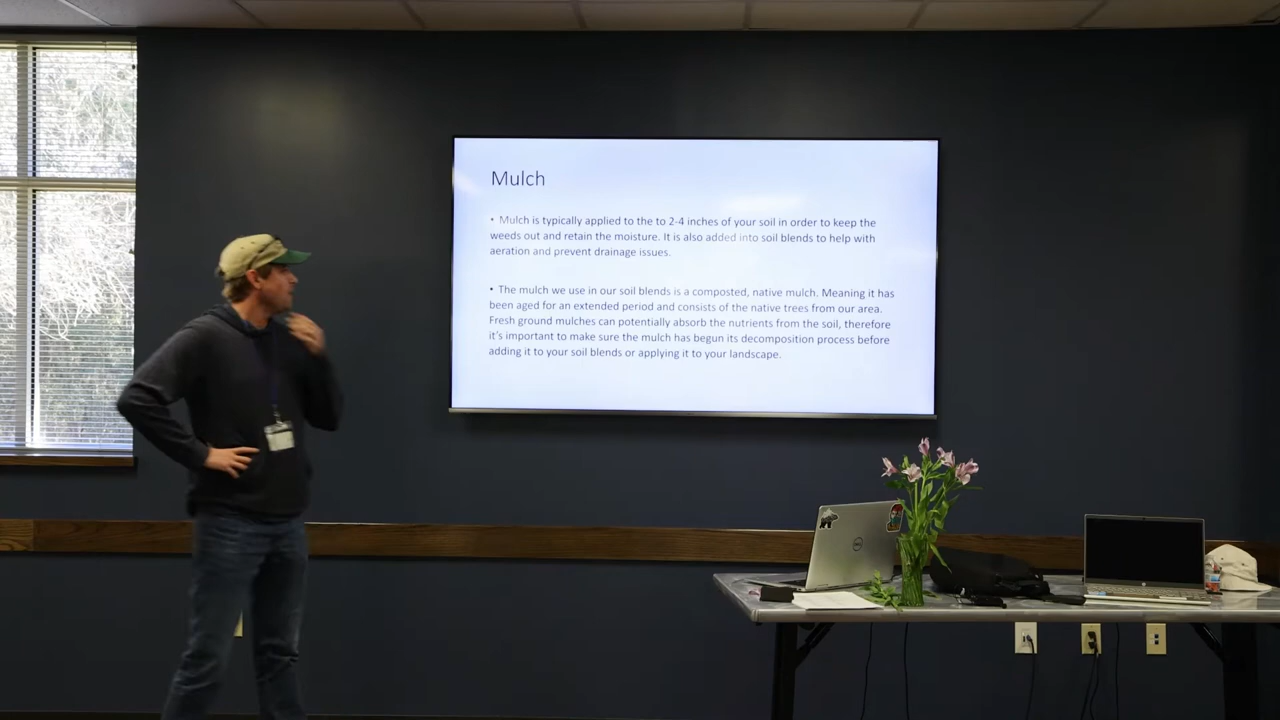 Mulch
• Mulch is typically applied to the to 2-4 inches of your soil in order to keep the
weeds out and retain the moisture. It is also added into soil blends to help with
aeration and prevent drainage issues.
• The mulch we use in our soil blends is a composted, native mulch. Meaning it has
been aged for an extended period and consists of the native trees from our area.
Fresh ground mulches can potentially absorb the nutrients from the soil, therefore
it's important to make sure the mulch has begun its decomposition process before
adding it to your soil blends or applying it to your landscape.
DELL